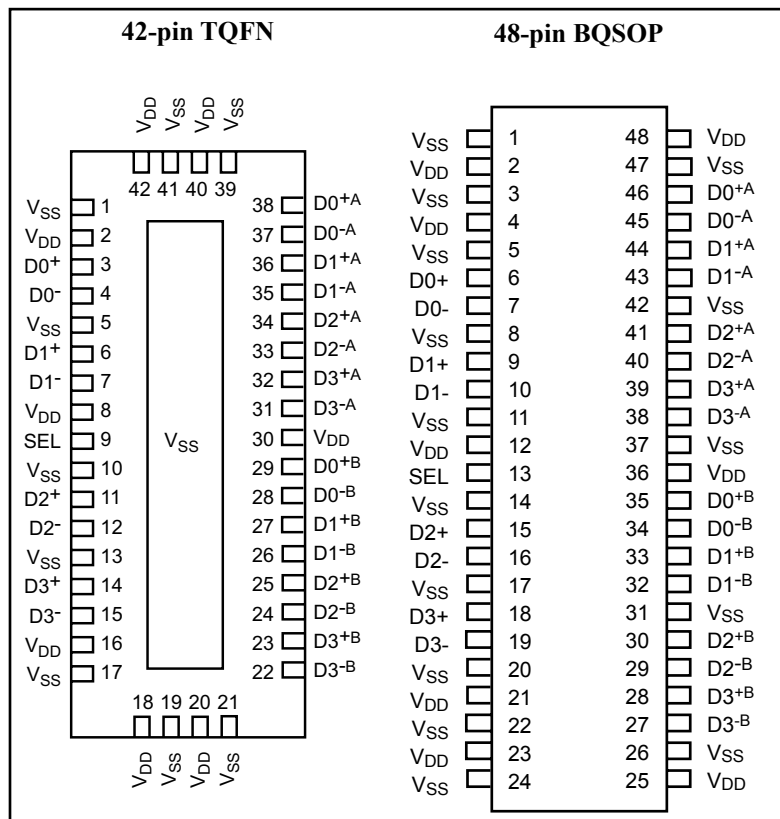 42-pin TQFN
VDD VSS VDD VSS
42 41 40 39
VSS 1
VDD 2
D0+ 3
D0- 4
VSS 5
D1+ 6
D1- 7
VDD 8
SEL 9
VSS 10
D2+ 11
D2- 12
VSS 13
D3+ 14
D3- 15
VDD 16
VSS 17
VSS
38 D0+A
37 D0-A
36 D1+A
35 D1-A
34 D2+A
33 D2-A
32 D3+A
31 D3-A
30 VDD
29 D0+B
28 D0-B
27 D1+B
26 D1-B
25 D2+B
24 D2-B
23 D3+B
22 D3-B
18 19 20 21
VDD VSS VDD VSS
48-pin BQSOP
VSS 1 48 VDD
VDD 2 47 VSS
VSS 3 46 D0+A
VDD 4 45 D0-A
VSS 5 44 D1+A
D0+ 6 43 D1-A
D0- 7 42 VSS
VSS 8 41 D2+A
D1+ 9 40 D2-A
D1- 10 39 D3+A
VSS 11 38 D3-A
VDD 12 37 VSS
SEL 13 36 VDD
VSS 14 35 D0+B
D2+ 15 34 D0-B
D2- 16 33 D1+B
VSS 17 32 D1-B
D3+ 18 31 VSS
D3- 19 30 D2+B
VSS 20 29 D2-B
VDD 21 28 D3+B
VSS 22 27 D3-B
VDD 23 26 VSS
VSS 24 25 VDD